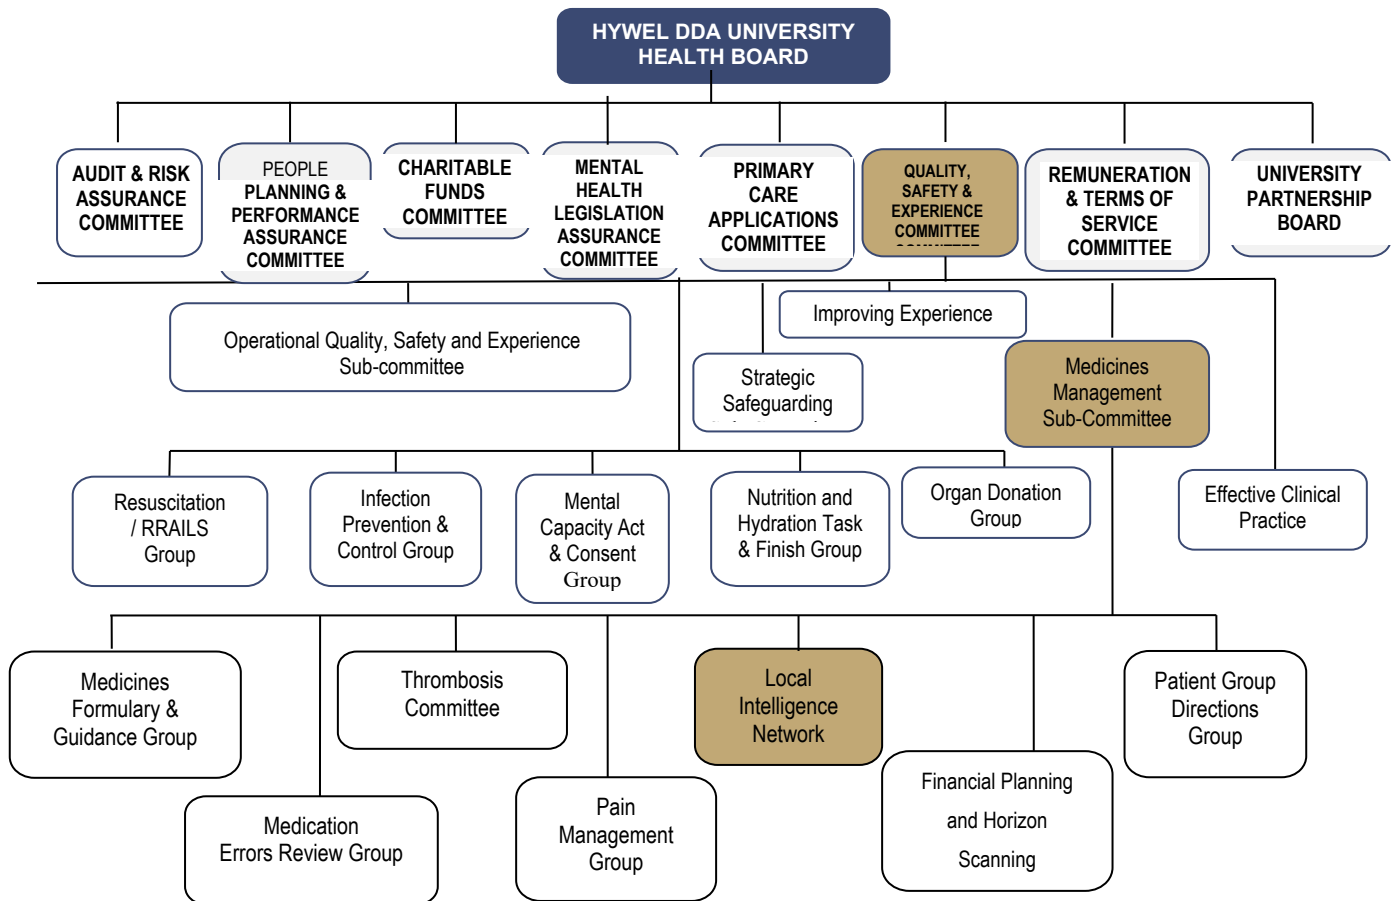 HYWEL DDA UNIVERSITY
HEALTH BOARD
AUDIT & RISK
ASSURANCE
COMMITTEE
PEOPLE
PLANNING &
PERFORMANCE
ASSURANCE
COMMITTEE
CHARITABLE
FUNDS
COMMITTEE
MENTAL
HEALTH
LEGISLATION
ASSURANCE
COMMITTEE
PRIMARY
CARE
APPLICATIONS
COMMITTEE
QUALITY,
SAFETY &
EXPERIENCE
COMMITTEE
REMUNERATION
& TERMS OF
SERVICE
COMMITTEE
UNIVERSITY
PARTNERSHIP
BOARD
Operational Quality, Safety and Experience
Sub-committee
Strategic
Safeguarding
Improving Experience
Medicines
Management
Sub-Committee
Effective Clinical
Practice
Resuscitation
/ RRAILS
Group
Infection
Prevention &
Control Group
Mental
Capacity Act
& Consent
Group
Nutrition and
Hydration Task
& Finish Group
Organ Donation
Group
Medicines
Formulary &
Guidance Group
Medication
Errors Review Group
Thrombosis
Committee
Pain
Management
Group
Local
Intelligence
Network
Financial Planning
and Horizon
Scanning
Patient Group
Directions
Group